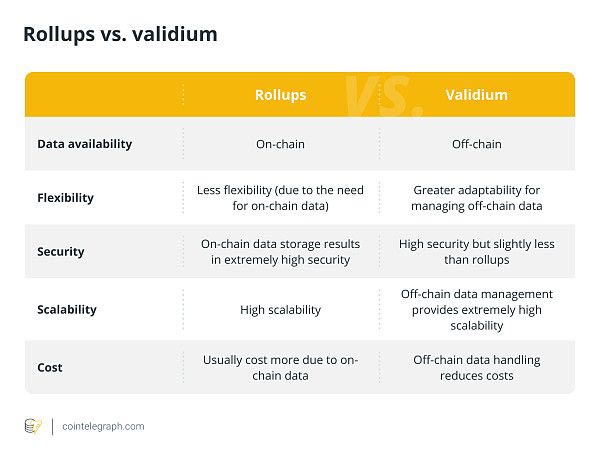 Rollups vs. validium
VS.
Rollups
Validium
Data availability
On-chain
Off-chain
Flexibility
Less flexibility (due to the need
for on-chain data)
Greater adaptability for
managing off-chain data
Security
On-chain data storage results
in extremely high security
High security but slightly less
than rollups
Scalability
High scalability
Off-chain data management
provides extremely high
scalability
Cost
Usually cost more due to on-
chain data
Off-chain data handling
reduces costs
cointelegraph.com